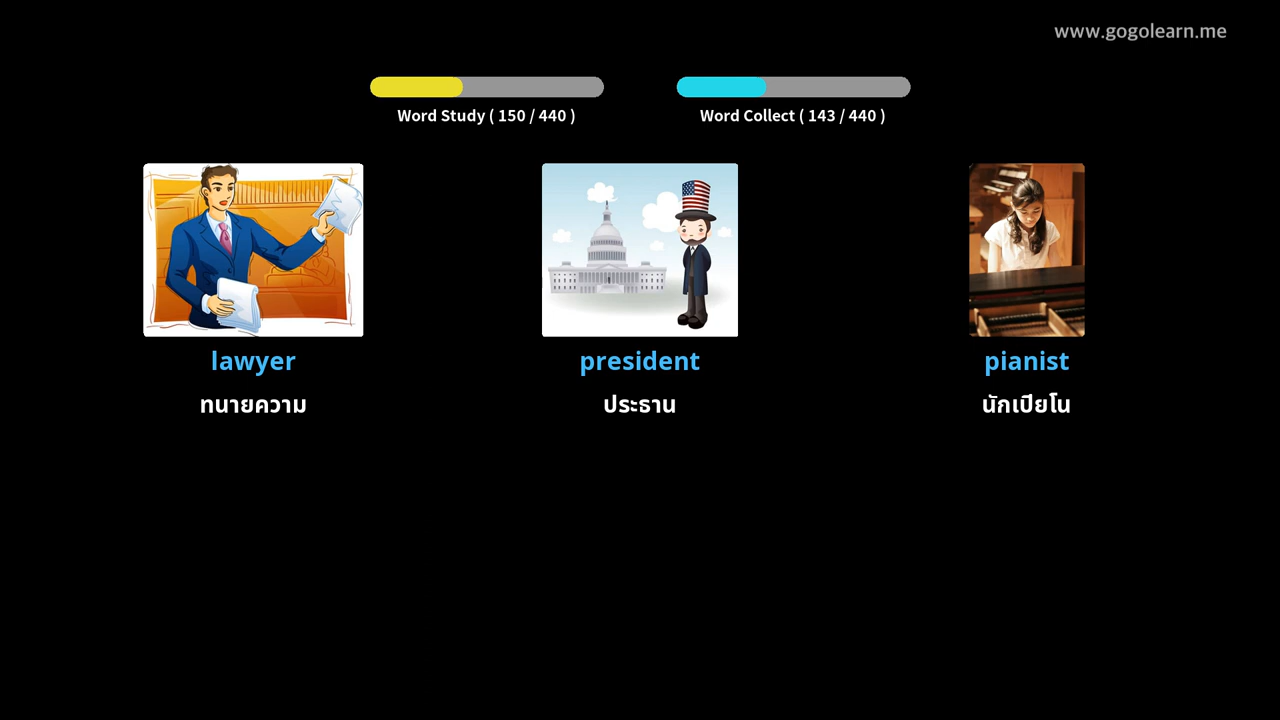 www.gogolearn.me
Word Study ( 150 / 440 )
Word Collect ( 143 / 440 )
lawyer
president
pianist
ทนายความ
ประธาน
นักเปียโน